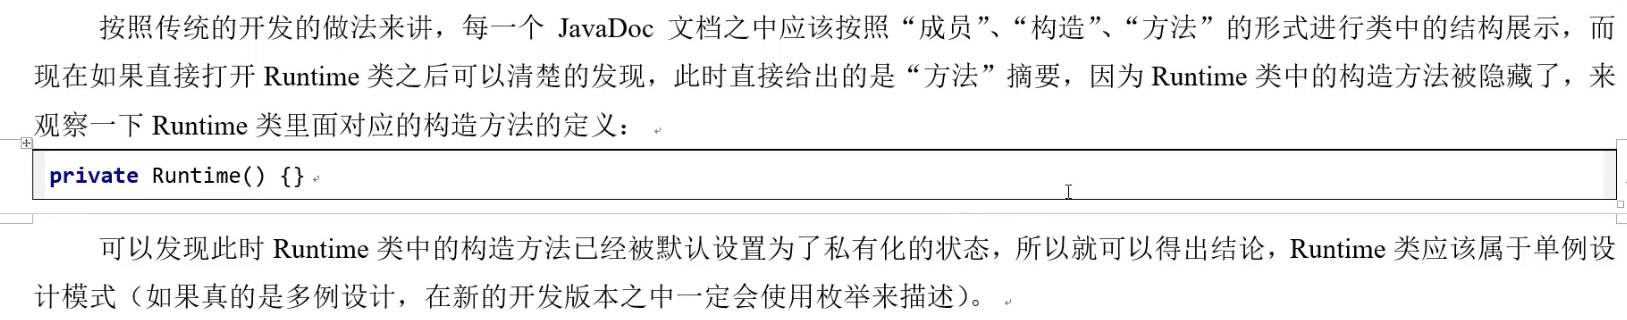 按照传统的开发的做法来讲，每一个 JavaDoc 文档之中应该按照“成员”、“构造”、“方法”的形式进行类中的结构展示，而
现在如果直接打开 Runtime 类之后可以清楚的发现，此时直接给出的是“方法”摘要，因为 Runtime 类中的构造方法被隐藏了，来
观察一下 Runtime 类里面对应的构造方法的定义：
private Runtime() {}
可以发现此时 Runtime 类中的构造方法已经被默认设置为了私有化的状态，所以就可以得出结论，Runtime 类应该属于单例设
计模式（如果真的是多例设计，在新的开发版本之中一定会使用枚举来描述）。